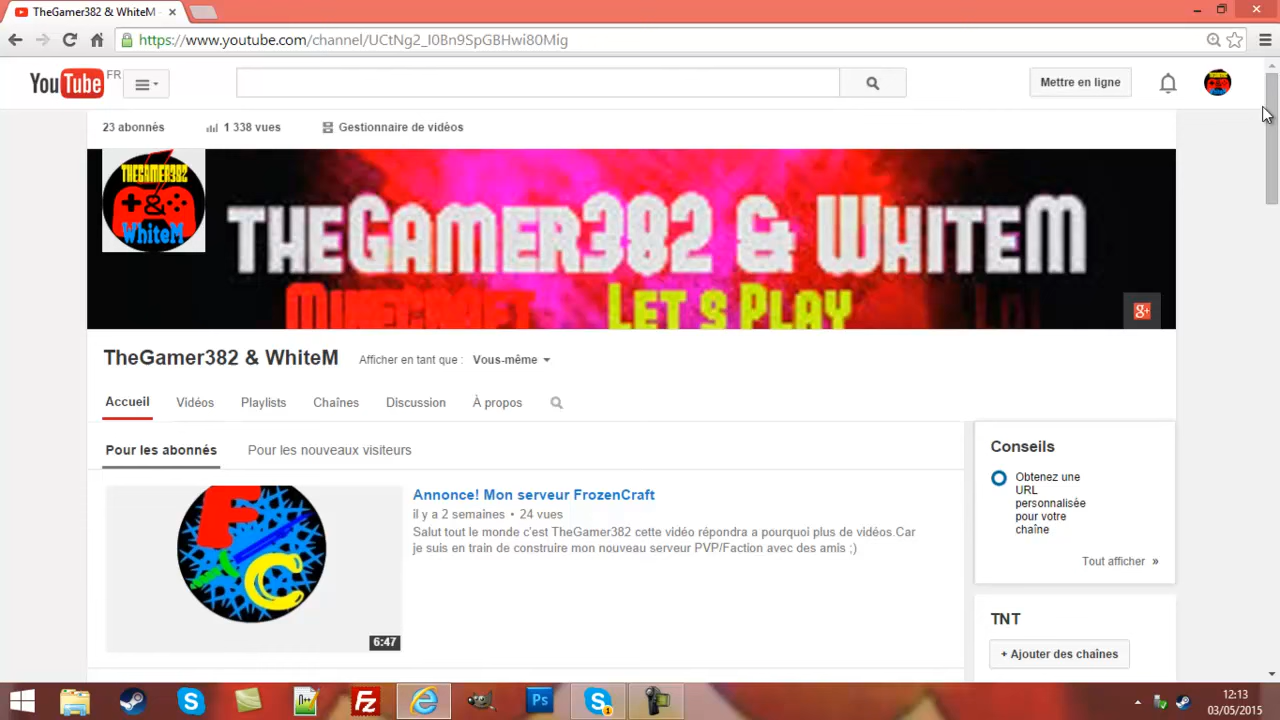 TheGamer382 & WhiteM -
https://www.youtube.com/channel/UCtNg2_I0Bn9SpGBHwi80Mig
YouTube FR
Mettre en ligne
23 abonnés 1 338 vues Gestionnaire de vidéos
THEGAMER382
&
WhiteM
THEGAMER382 & WHITEM
MINECRAFT LET S PLAY
g+
TheGamer382 & WhiteM Afficher en tant que : Vous-même
Accueil Vidéos Playlists Chaînes Discussion À propos
Pour les abonnés Pour les nouveaux visiteurs
F C
6:47
Annonce! Mon serveur FrozenCraft
il y a 2 semaines • 24 vues
Salut tout le monde c'est TheGamer382 cette vidéo répondra a pourquoi plus de vidéos.Car
je suis en train de construire mon nouveau serveur PVP/Faction avec des amis ;)
Conseils
Obtenez une
URL
personnalisée
pour votre
chaîne
Tout afficher »
TNT
+ Ajouter des chaînes
Fz
Ps
1
12:13
03/05/2015